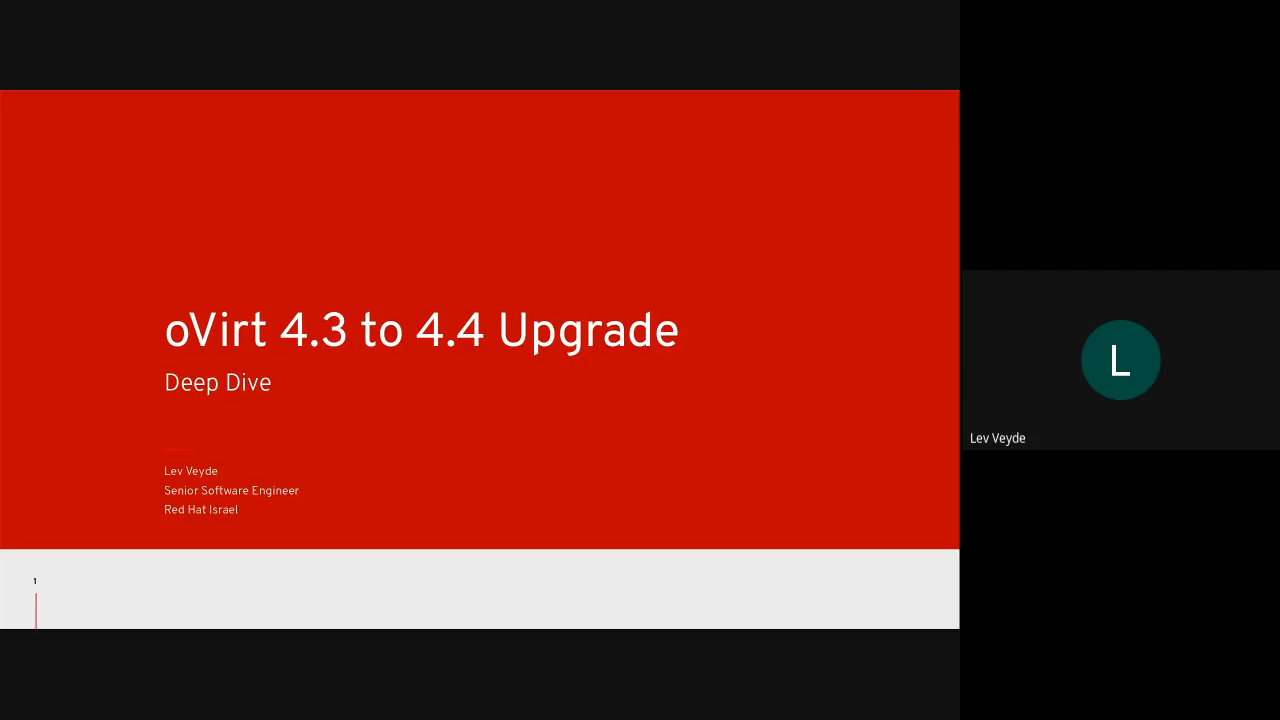 oVirt 4.3 to 4.4 Upgrade
Deep Dive
Lev Veyde
Senior Software Engineer
Red Hat Israel
1
L
Lev Veyde